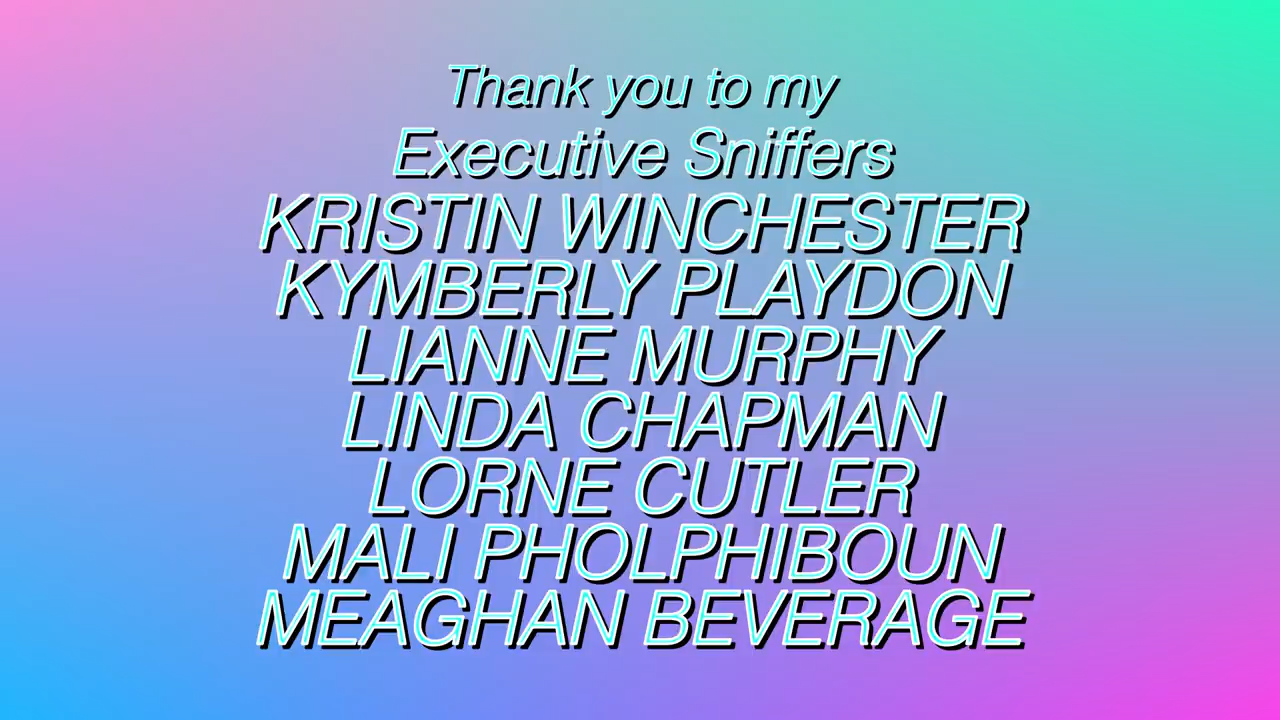 Thank you to my
Executive Sniffers
KRISTIN WINCHESTER
KYMBERLY PLAYDON
LIANNE MURPHY
LINDA CHAPMAN
LORNE CUTLER
MALI PHOLPHIBOUN
MEAGHAN BEVERAGE